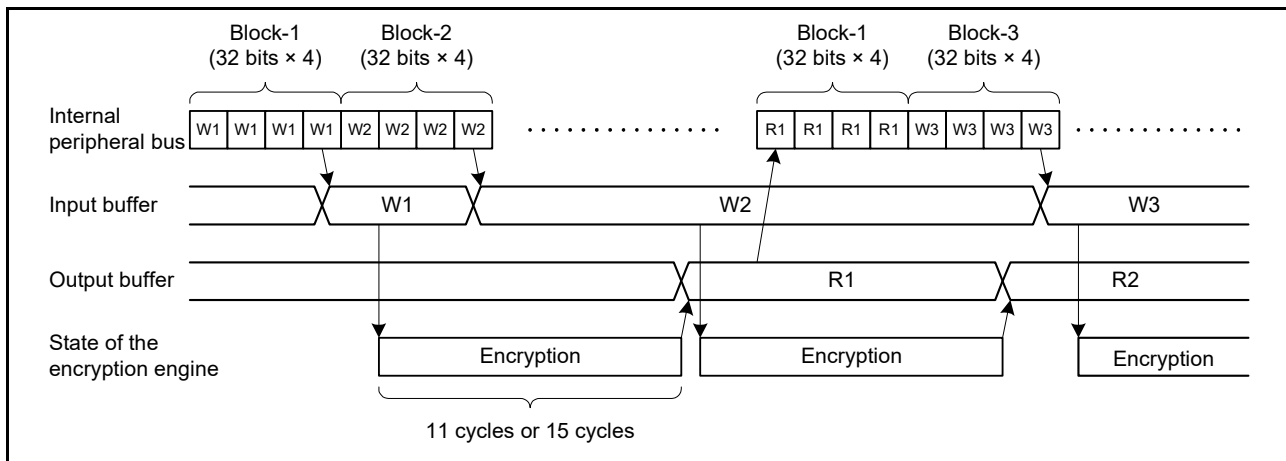 Block-1
(32 bits × 4)
Block-2
(32 bits × 4)
Block-1
(32 bits × 4)
Block-3
(32 bits × 4)
Internal
peripheral bus
W1 W1 W1 W1 W2 W2 W2 W2 R1 R1 R1 R1 W3 W3 W3 W3
Input buffer
W1 W2 W3
Output buffer
R1 R2
State of the
encryption engine
Encryption Encryption Encryption
11 cycles or 15 cycles